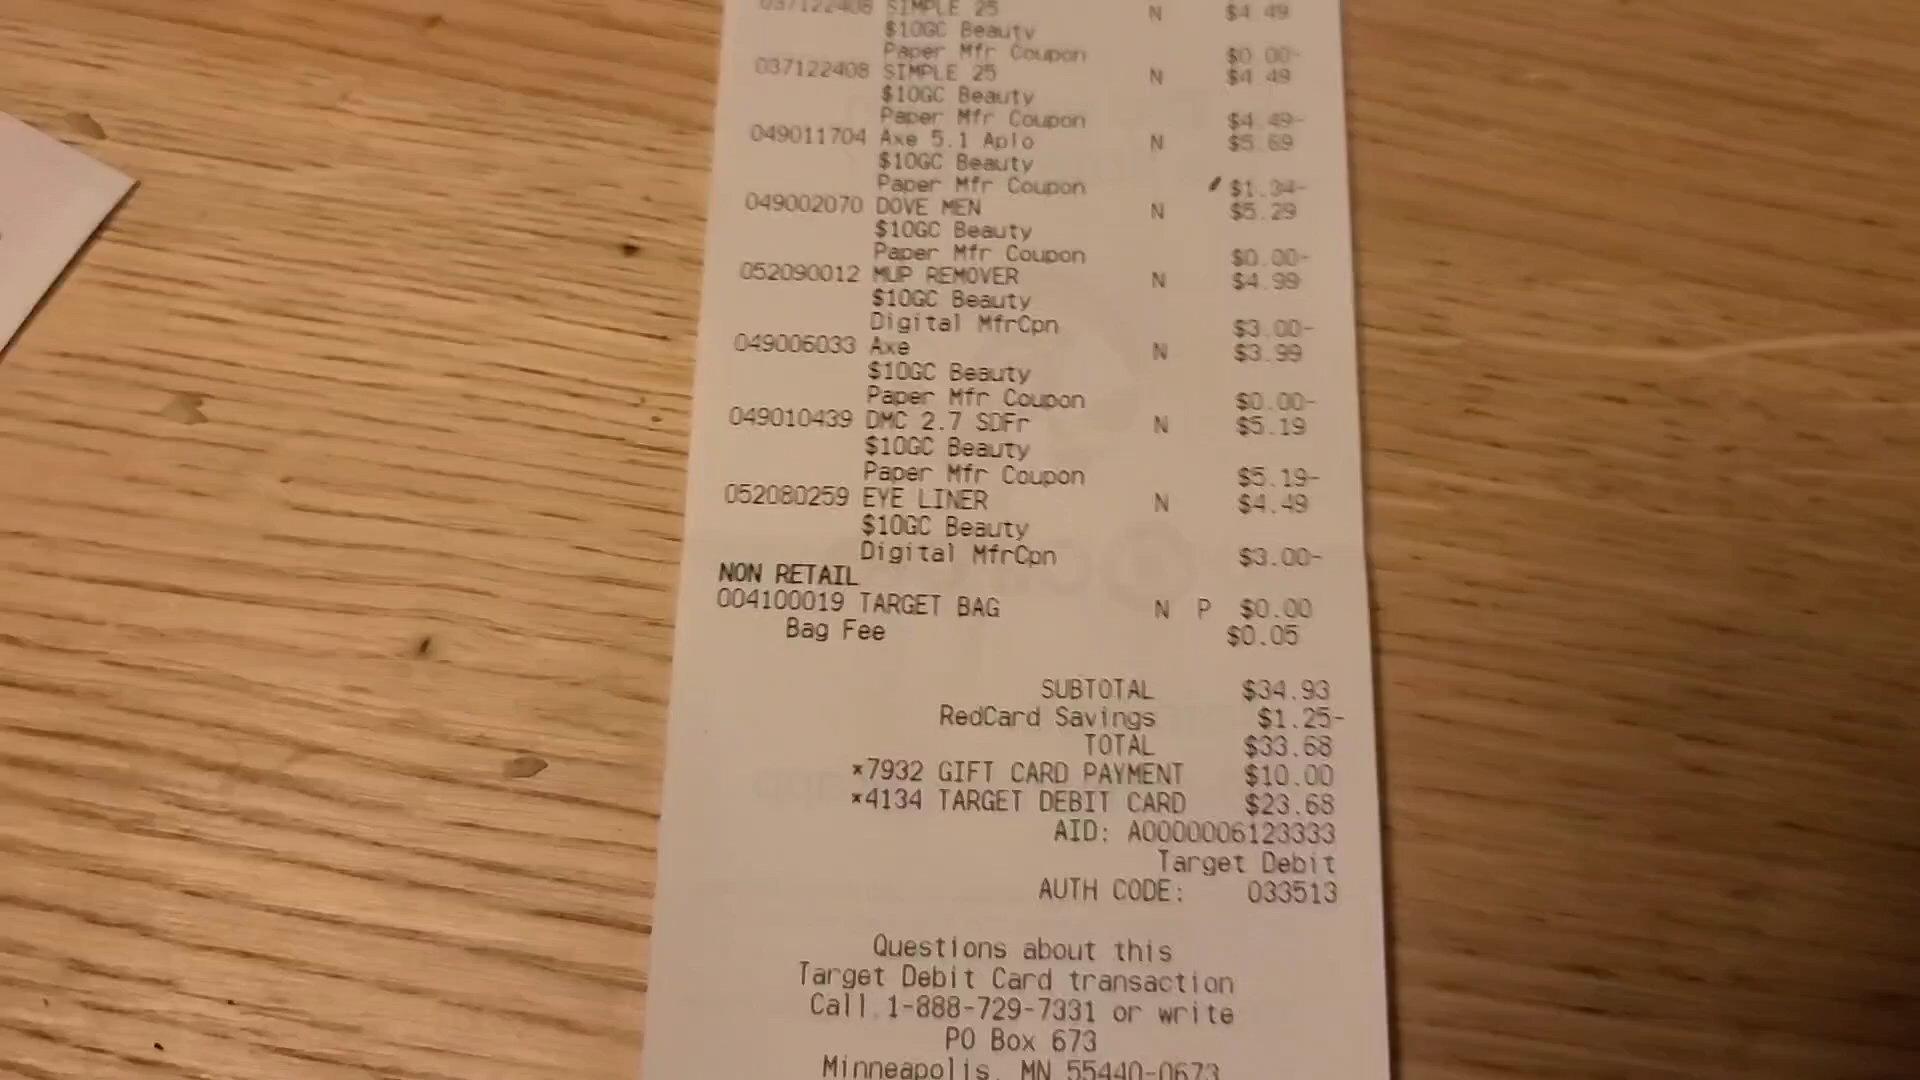 037122408 SIMPLE 25 N $4.49
$10GC Beauty
Paper Mfr Coupon $0.00-
037122408 SIMPLE 25 N $4.49
$10GC Beauty
Paper Mfr Coupon $4.49-
049011704 Axe 5.1 Aplo N $5.69
$10GC Beauty
Paper Mfr Coupon $1.34-
049002070 DOVE MEN N $5.29
$10GC Beauty
Paper Mfr Coupon $0.00-
052090012 MUP REMOVER N $4.99
$10GC Beauty
Digital MfrCpn $3.00-
049006033 Axe N $3.99
$10GC Beauty
Paper Mfr Coupon $0.00-
049010439 DMC 2.7 SDFr N $5.19
$10GC Beauty
Paper Mfr Coupon $5.19-
052080259 EYE LINER N $4.49
$10GC Beauty
Digital MfrCpn $3.00-
NON RETAIL
004100019 TARGET BAG N P $0.00
Bag Fee $0.05
SUBTOTAL $34.93
RedCard Savings $1.25-
TOTAL $33.68
*7932 GIFT CARD PAYMENT $10.00
*4134 TARGET DEBIT CARD $23.68
AID: A0000006123333
Target Debit
AUTH CODE: 033513
Questions about this
Target Debit Card transaction
Call 1-888-729-7331 or write
PO Box 673
Minneapolis, MN 55440-0673